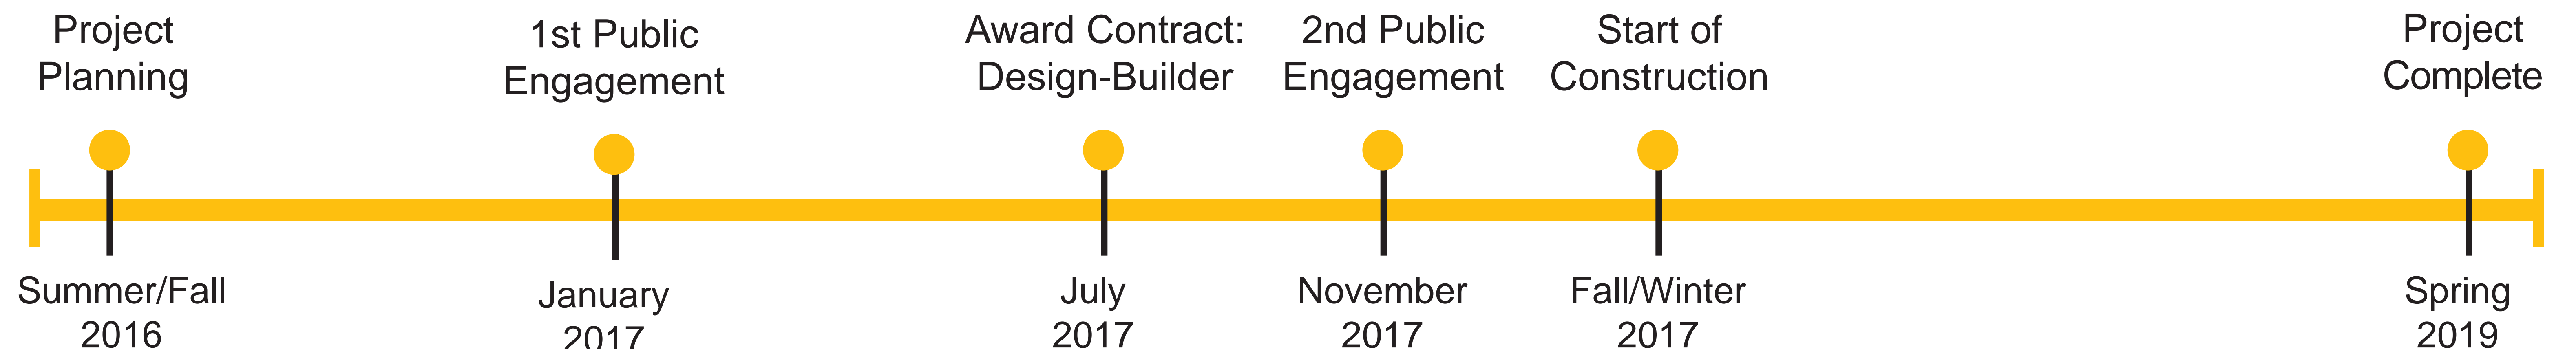 Project
Planning
1st Public
Engagement
Award Contract:
Design-Builder
2nd Public
Engagement
Start of
Construction
Project
Complete
Summer/Fall
2016
January
2017
July
2017
November
2017
Fall/Winter
2017
Spring
2019